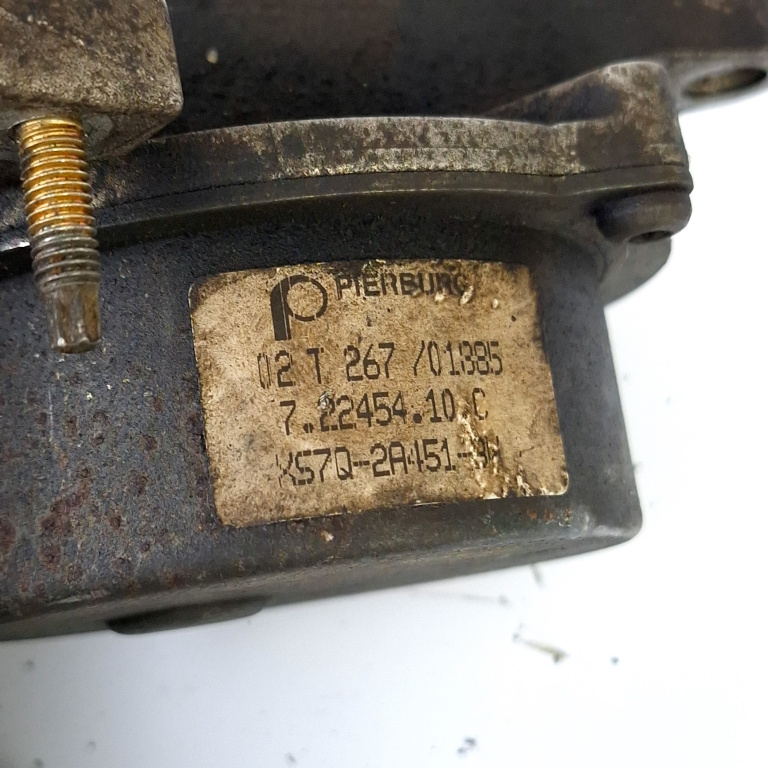 PIERBURG
02 T 267 /01385
7.22454.10 C
XS7Q-2A451-